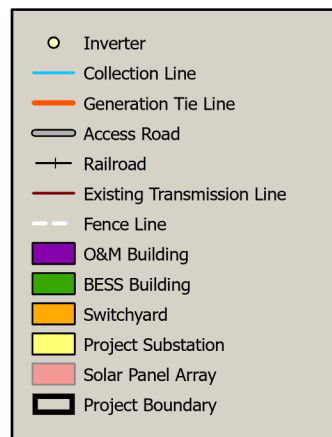 Inverter
Collection Line
Generation Tie Line
Access Road
Railroad
Existing Transmission Line
Fence Line
O&M Building
BESS Building
Switchyard
Project Substation
Solar Panel Array
Project Boundary